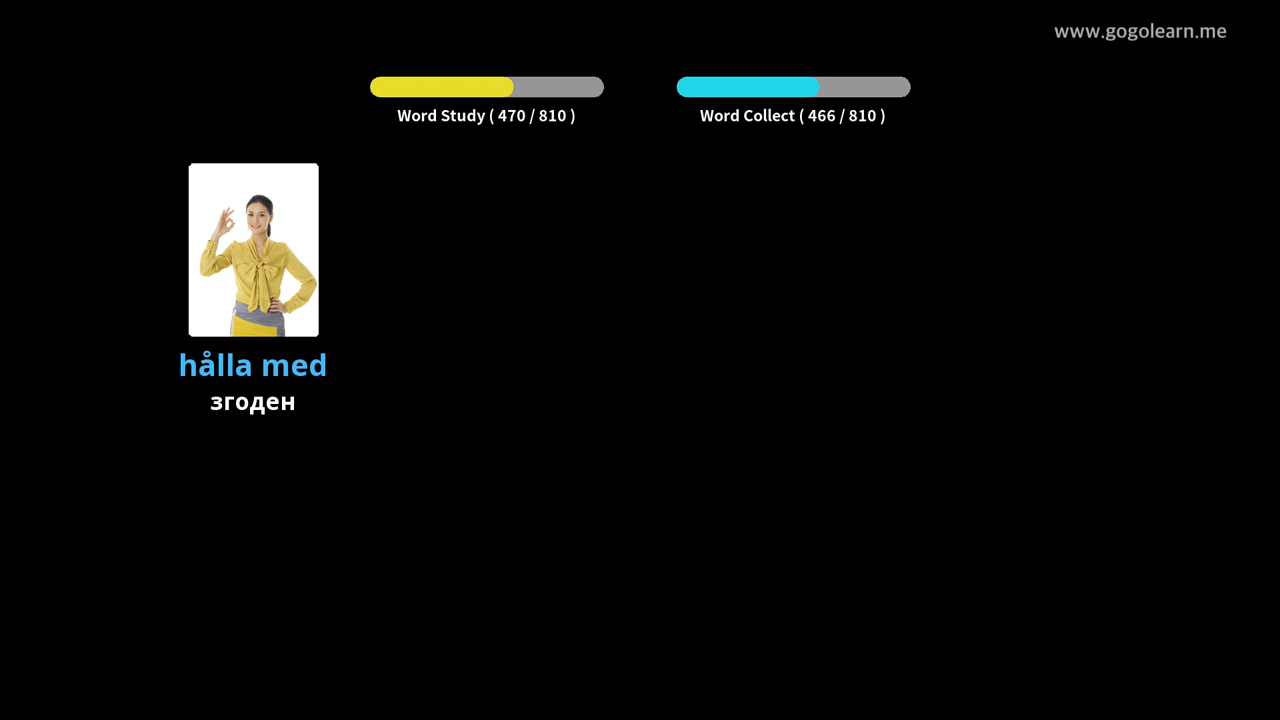 www.gogolearn.me
Word Study ( 470 / 810 )
Word Collect ( 466 / 810 )
hålla med
згоден